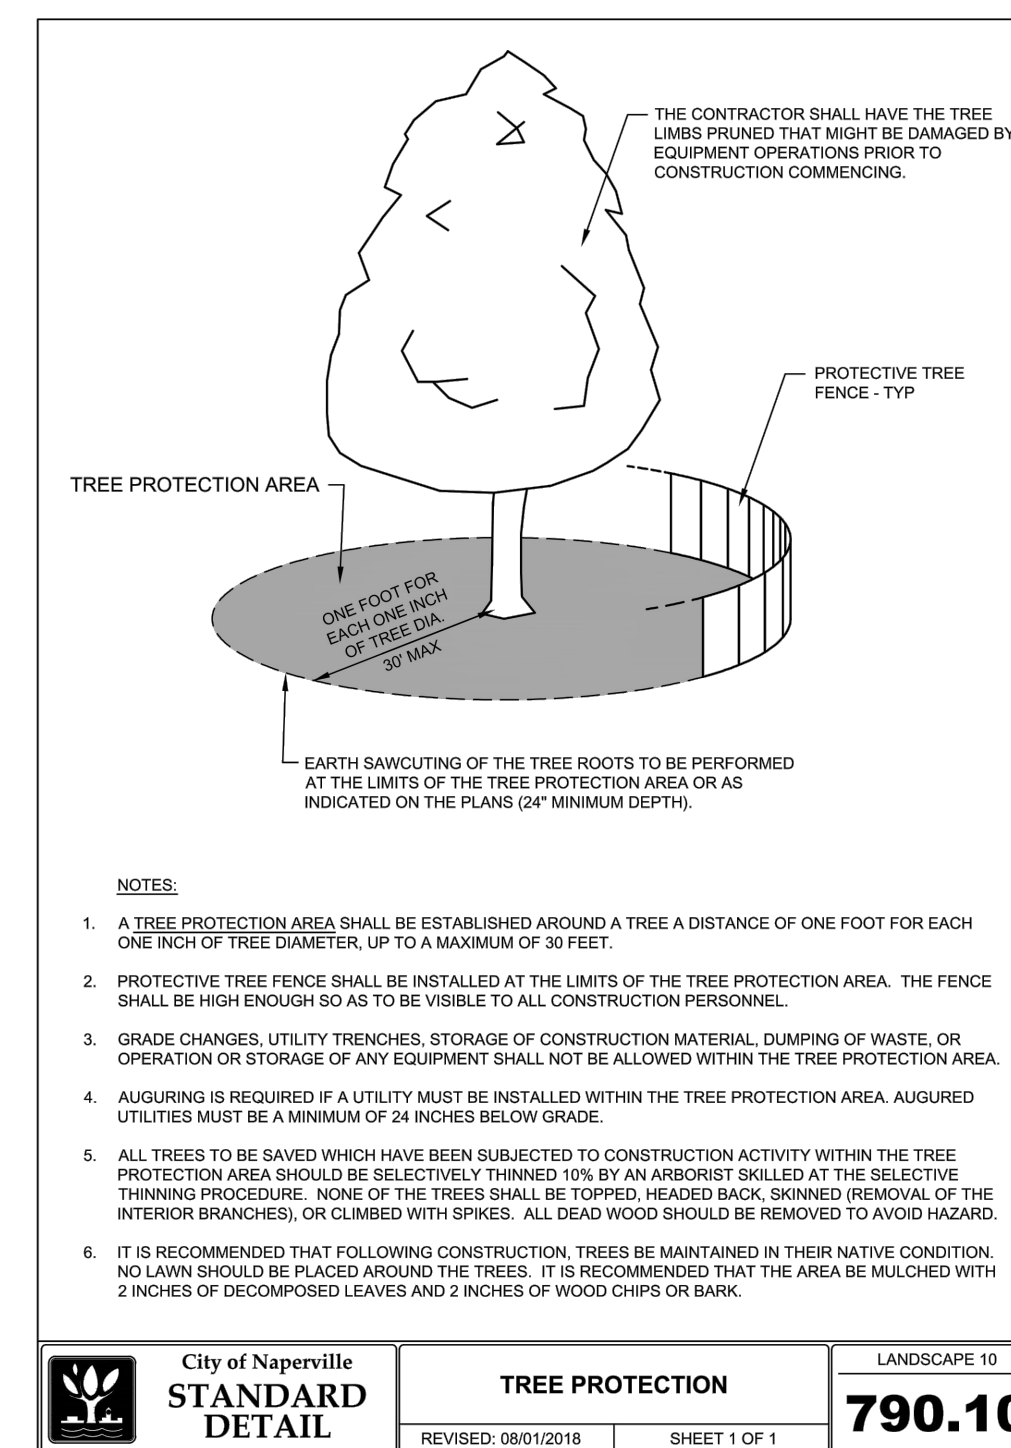 THE CONTRACTOR SHALL HAVE THE TREE
LIMBS PRUNED THAT MIGHT BE DAMAGED BY
EQUIPMENT OPERATIONS PRIOR TO
CONSTRUCTION COMMENCING.
PROTECTIVE TREE
FENCE - TYP
TREE PROTECTION AREA
ONE FOOT FOR
EACH ONE INCH
OF TREE DIA.
30' MAX
EARTH SAWCUTING OF THE TREE ROOTS TO BE PERFORMED
AT THE LIMITS OF THE TREE PROTECTION AREA OR AS
INDICATED ON THE PLANS (24" MINIMUM DEPTH).
NOTES:
1. A TREE PROTECTION AREA SHALL BE ESTABLISHED AROUND A TREE A DISTANCE OF ONE FOOT FOR EACH
ONE INCH OF TREE DIAMETER, UP TO A MAXIMUM OF 30 FEET.
2. PROTECTIVE TREE FENCE SHALL BE INSTALLED AT THE LIMITS OF THE TREE PROTECTION AREA. THE FENCE
SHALL BE HIGH ENOUGH SO AS TO BE VISIBLE TO ALL CONSTRUCTION PERSONNEL.
3. GRADE CHANGES, UTILITY TRENCHES, STORAGE OF CONSTRUCTION MATERIAL, DUMPING OF WASTE, OR
OPERATION OR STORAGE OF ANY EQUIPMENT SHALL NOT BE ALLOWED WITHIN THE TREE PROTECTION AREA.
4. AUGURING IS REQUIRED IF A UTILITY MUST BE INSTALLED WITHIN THE TREE PROTECTION AREA. AUGURED
UTILITIES MUST BE A MINIMUM OF 24 INCHES BELOW GRADE.
5. ALL TREES TO BE SAVED WHICH HAVE BEEN SUBJECTED TO CONSTRUCTION ACTIVITY WITHIN THE TREE
PROTECTION AREA SHOULD BE SELECTIVELY THINNED 10% BY AN ARBORIST SKILLED AT THE SELECTIVE
THINNING PROCEDURE. NONE OF THE TREES SHALL BE TOPPED, HEADED BACK, SKINNED (REMOVAL OF THE
INTERIOR BRANCHES), OR CLIMBED WITH SPIKES. ALL DEAD WOOD SHOULD BE REMOVED TO AVOID HAZARD.
6. IT IS RECOMMENDED THAT FOLLOWING CONSTRUCTION, TREES BE MAINTAINED IN THEIR NATIVE CONDITION.
NO LAWN SHOULD BE PLACED AROUND THE TREES. IT IS RECOMMENDED THAT THE AREA BE MULCHED WITH
2 INCHES OF DECOMPOSED LEAVES AND 2 INCHES OF WOOD CHIPS OR BARK.
City of Naperville
STANDARD
DETAIL
TREE PROTECTION
REVISED: 08/01/2018
SHEET 1 OF 1
LANDSCAPE 10
790.10